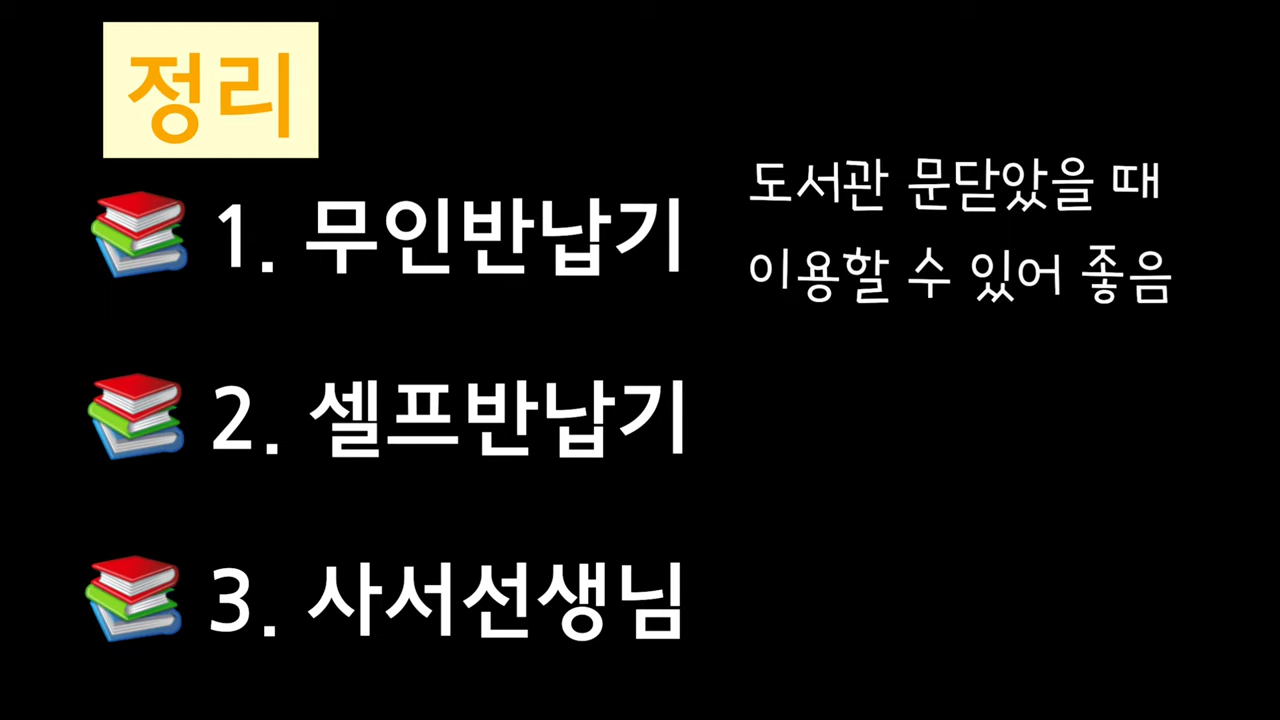 정리
1. 무인반납기
도서관 문닫았을 때
이용할 수 있어 좋음
2. 셀프반납기
3. 사서선생님